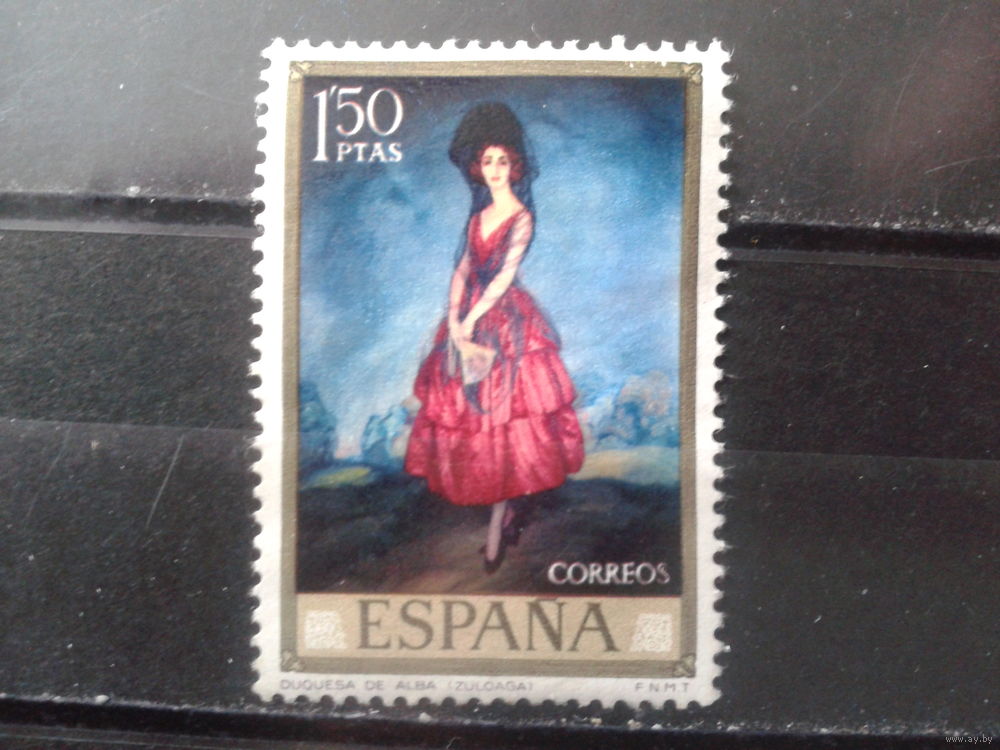 1'50
PTAS
CORREOS
ESPAÑA
DUQUESA DE ALBA (ZULOAGA) F.N.M.T.
www.ay.by